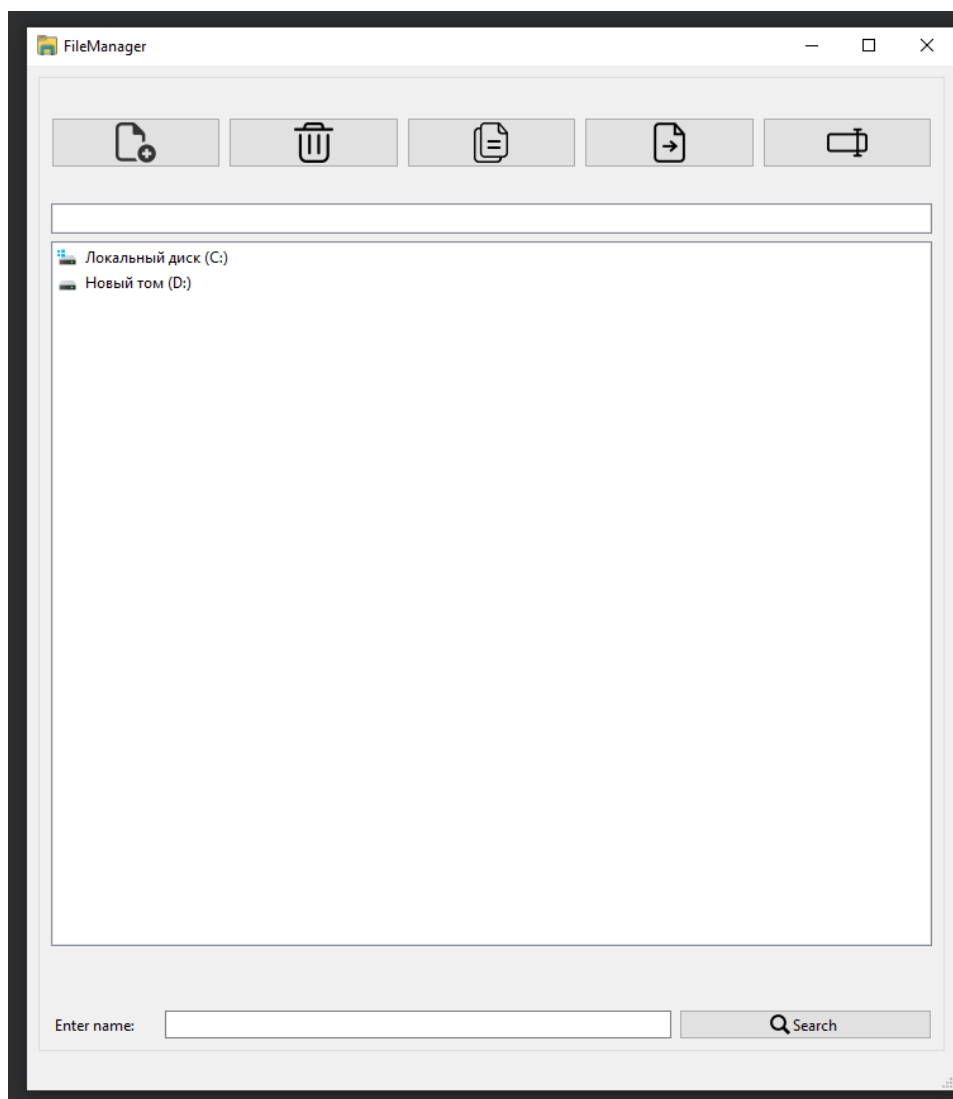 FileManager
Локальный диск (C:)
Новый том (D:)
Enter name:
Search